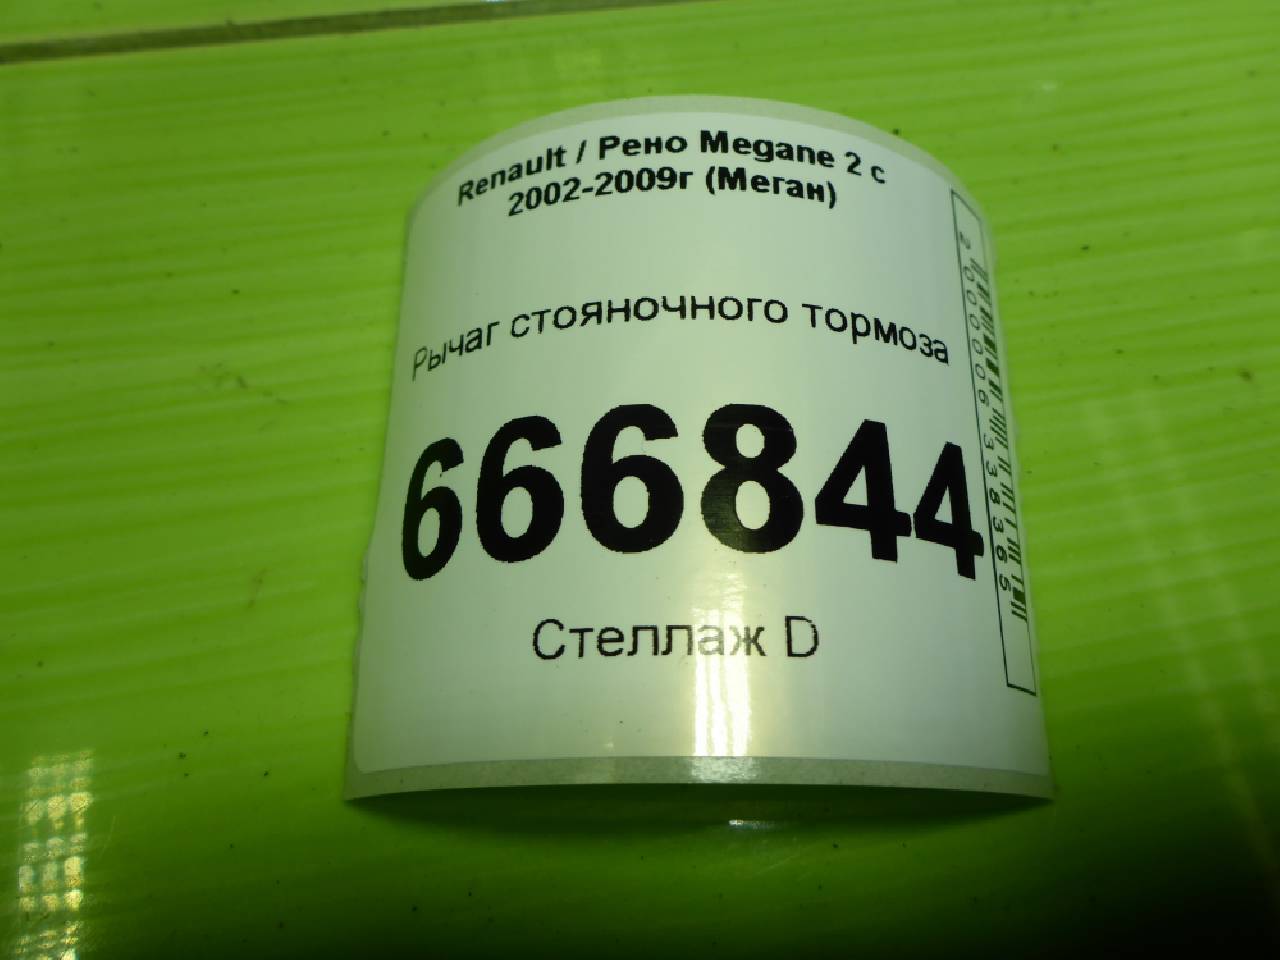 Renault / Рено Megane 2 с
2002-2009г (Меган)
Рычаг стояночного тормоза
666844
Стеллаж D
2000006338365